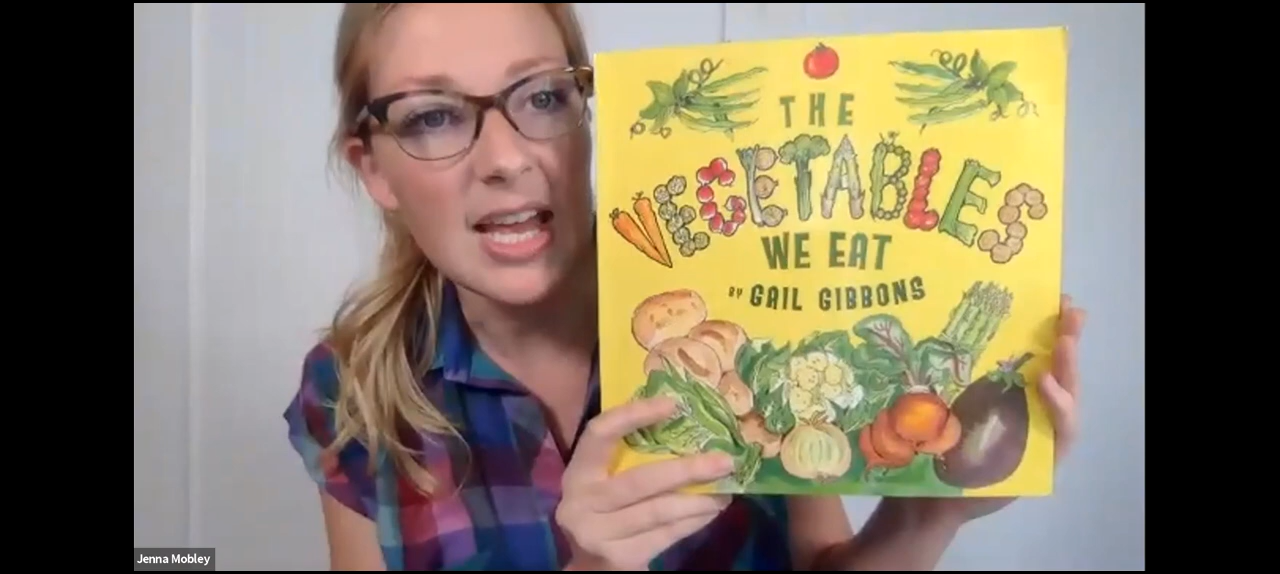 THE
VEGETABLES
WE EAT
BY GAIL GIBBONS
Jenna Mobley